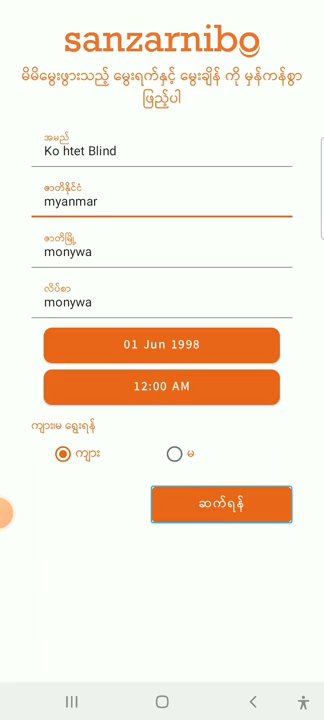 sanzarnibo
မိမိမွေးဖွားသည့် မွေးရက်နှင့် မွေးချိန် ကို မှန်ကန်စွာ
ဖြည့်ပါ
အမည်
Ko htet Blind
ဇာတိနိုင်ငံ
myanmar
ဇာတိမြို့
monywa
လိပ်စာ
monywa
01 Jun 1998
12:00 AM
ကျား၊မ ရွေးရန်
ကျား
မ
ဆက်ရန်